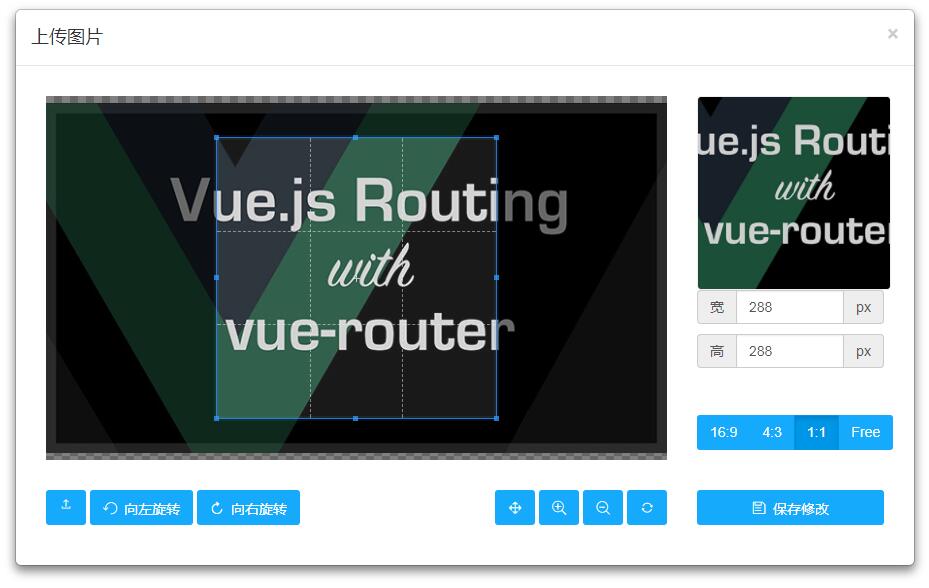 上传图片
×
Vue.js Routing
with
vue-router
ue.js Routi
with
vue-router
宽 288 px
高 288 px
16:9 4:3 1:1 Free
向左旋转 向右旋转 保存修改